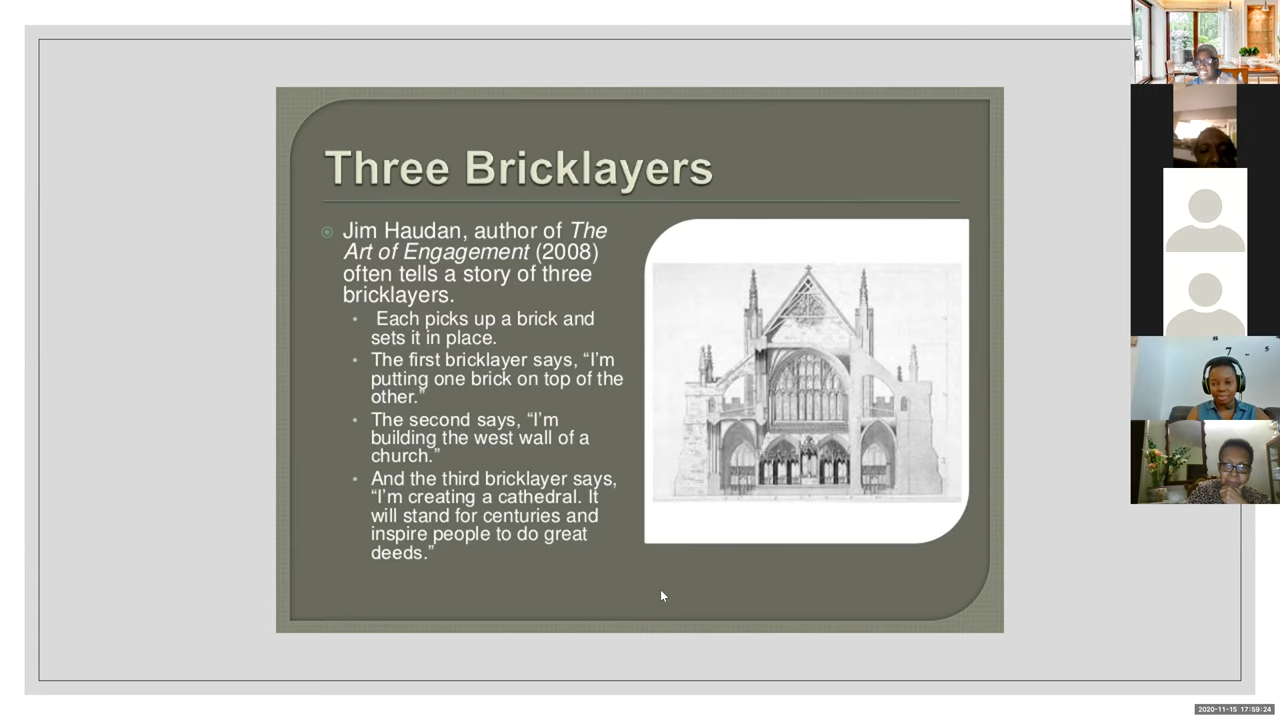 Three Bricklayers
Jim Haudan, author of The
Art of Engagement (2008)
often tells a story of three
bricklayers.
Each picks up a brick and
sets it in place.
The first bricklayer says, “I’m
putting one brick on top of the
other.”
The second says, “I’m
building the west wall of a
church.”
And the third bricklayer says,
“I’m creating a cathedral. It
will stand for centuries and
inspire people to do great
deeds.”
2020-11-15 17:59:24